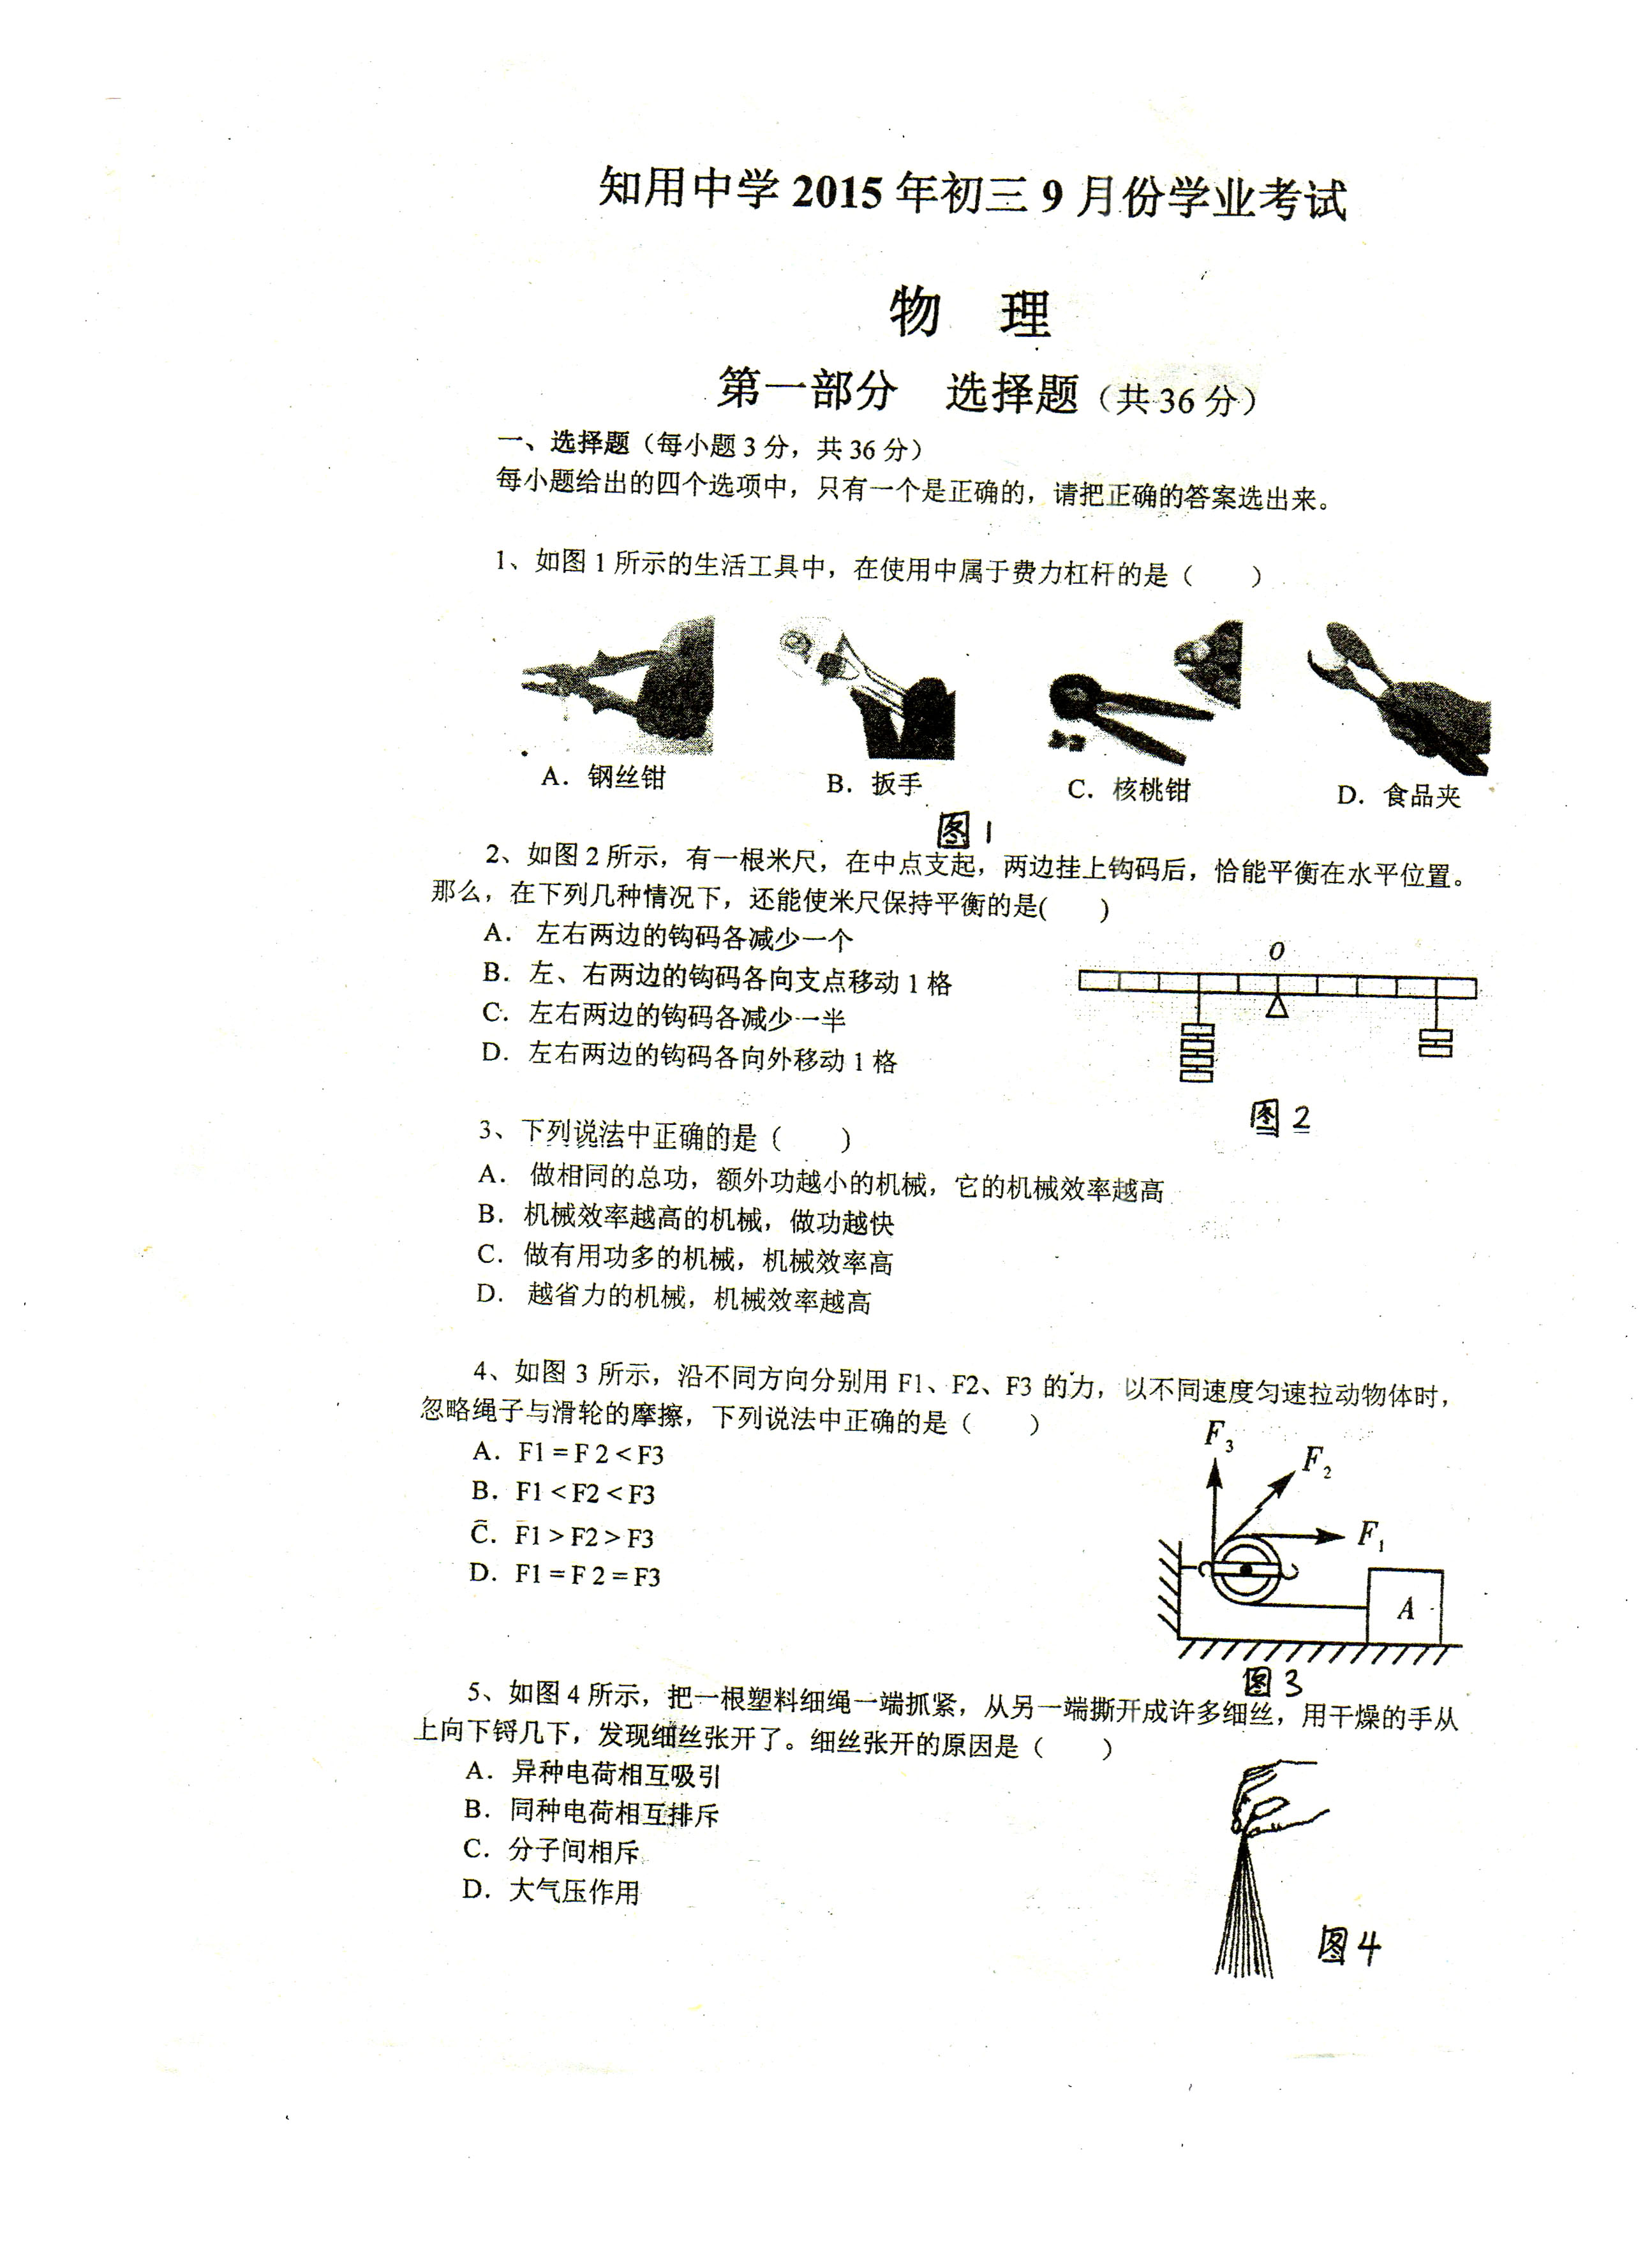 知用中学 2015 年初三 9 月份学业考试
物 理
第一部分 选择题（共 36 分）
一、选择题（每小题 3 分，共 36 分）
每小题给出的四个选项中，只有一个是正确的，请把正确的答案选出来。
1、如图 1 所示的生活工具中，在使用中属于费力杠杆的是（ ）
A．钢丝钳 B．扳手 C．核桃钳 D．食品夹
图 1
2、如图 2 所示，有一根米尺，在中点支起，两边挂上钩码后，恰能平衡在水平位置。
那么，在下列几种情况下，还能使米尺保持平衡的是( )
A． 左右两边的钩码各减少一个
B．左、右两边的钩码各向支点移动 1 格
C．左右两边的钩码各减少一半
D．左右两边的钩码各向外移动 1 格
O
图 2
3、下列说法中正确的是（ ）
A． 做相同的总功，额外功越小的机械，它的机械效率越高
B．机械效率越高的机械，做功越快
C．做有用功多的机械，机械效率高
D． 越省力的机械，机械效率越高
4、如图 3 所示，沿不同方向分别用 F1、F2、F3 的力，以不同速度匀速拉动物体时，
忽略绳子与滑轮的摩擦，下列说法中正确的是（ ）
A．F1 = F 2 < F3
B．F1 < F2 < F3
C．F1 > F2 > F3
D．F1 = F 2 = F3
F₃
F₂
F₁
A
图 3
5、如图 4 所示，把一根塑料细绳一端抓紧，从另一端撕开成许多细丝，用干燥的手从
上向下锊几下，发现细丝张开了。细丝张开的原因是（ ）
A．异种电荷相互吸引
B．同种电荷相互排斥
C．分子间相斥
D．大气压作用
图 4